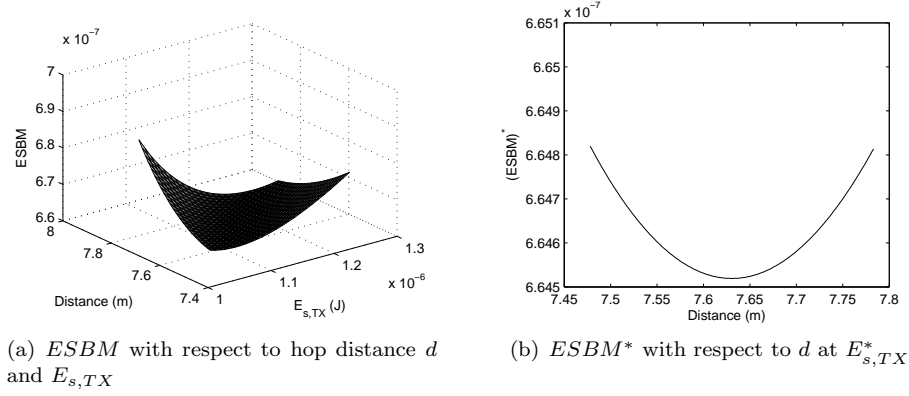 x 10⁻⁷
7
6.9
6.8
6.7
6.6
ESBM
8
7.8
7.6
7.4
Distance (m)
1
1.1
1.2
1.3
x 10⁻⁶
E_{s,TX} (J)
(a) ESBM with respect to hop distance d
and E_{s,TX}
x 10⁻⁷
6.651
6.65
6.649
6.648
6.647
6.646
6.645
(ESBM)^*
7.45 7.5 7.55 7.6 7.65 7.7 7.75 7.8
Distance (m)
(b) ESBM* with respect to d at E^*_{s,TX}